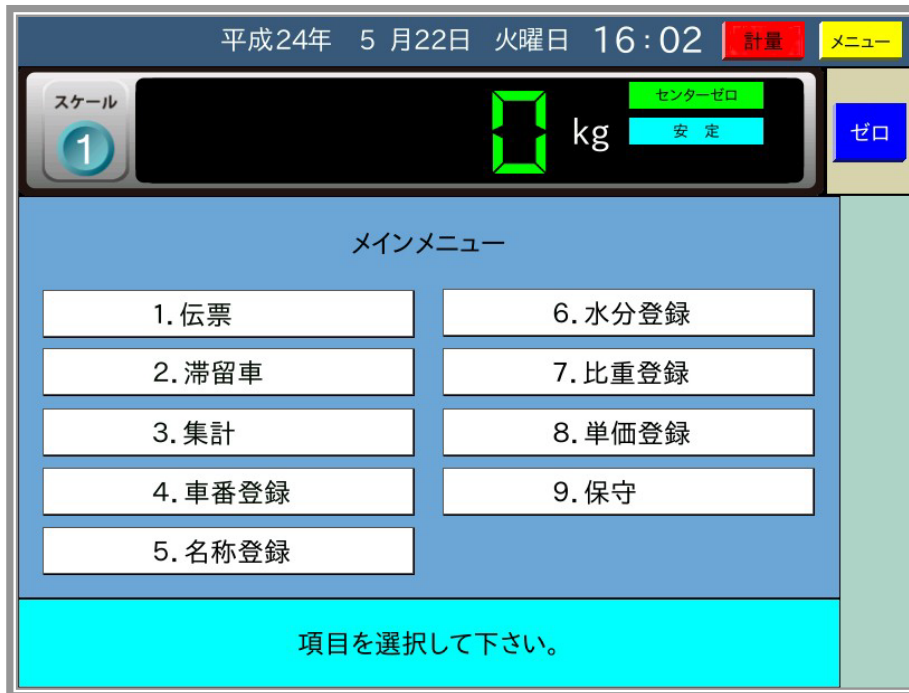 平成24年 5月22日 火曜日 16:02 計量 メニュー
スケール
1
0 kg
センターゼロ
安 定
ゼロ
メインメニュー
1.伝票
2.滞留車
3.集計
4.車番登録
5.名称登録
6.水分登録
7.比重登録
8.単価登録
9.保守
項目を選択して下さい。